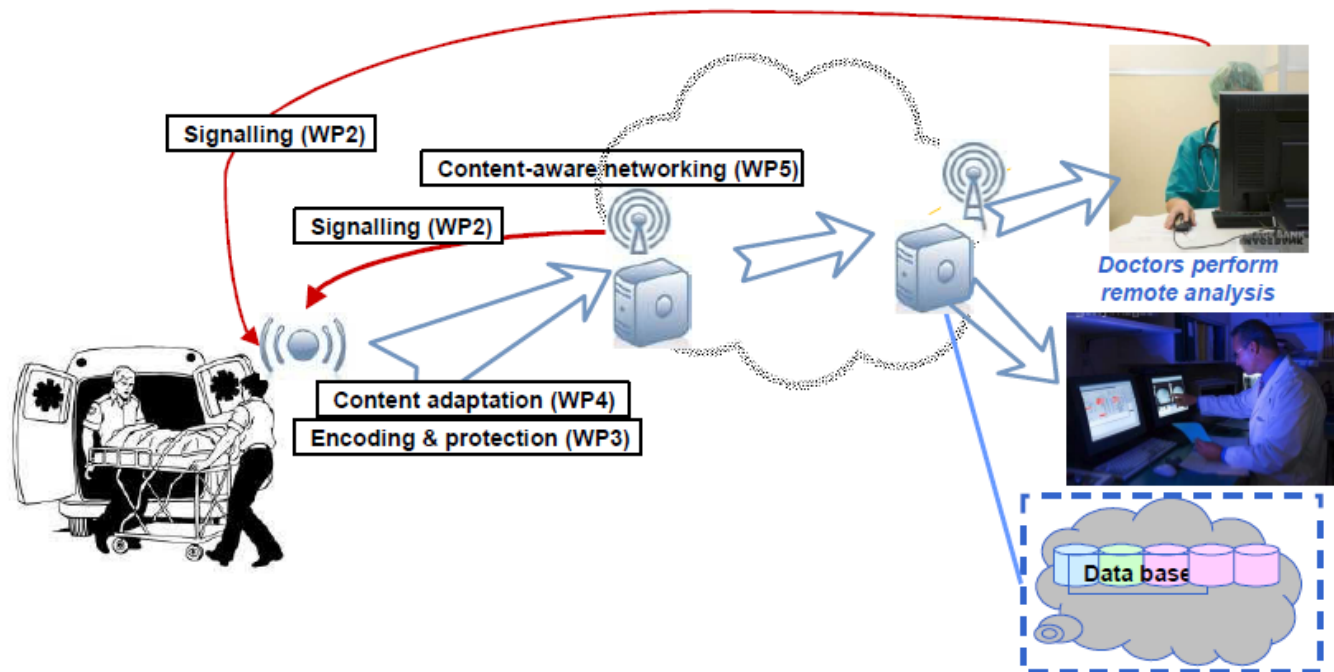 Signalling (WP2)
Content-aware networking (WP5)
Signalling (WP2)
Doctors perform
remote analysis
Content adaptation (WP4)
Encoding & protection (WP3)
Data base